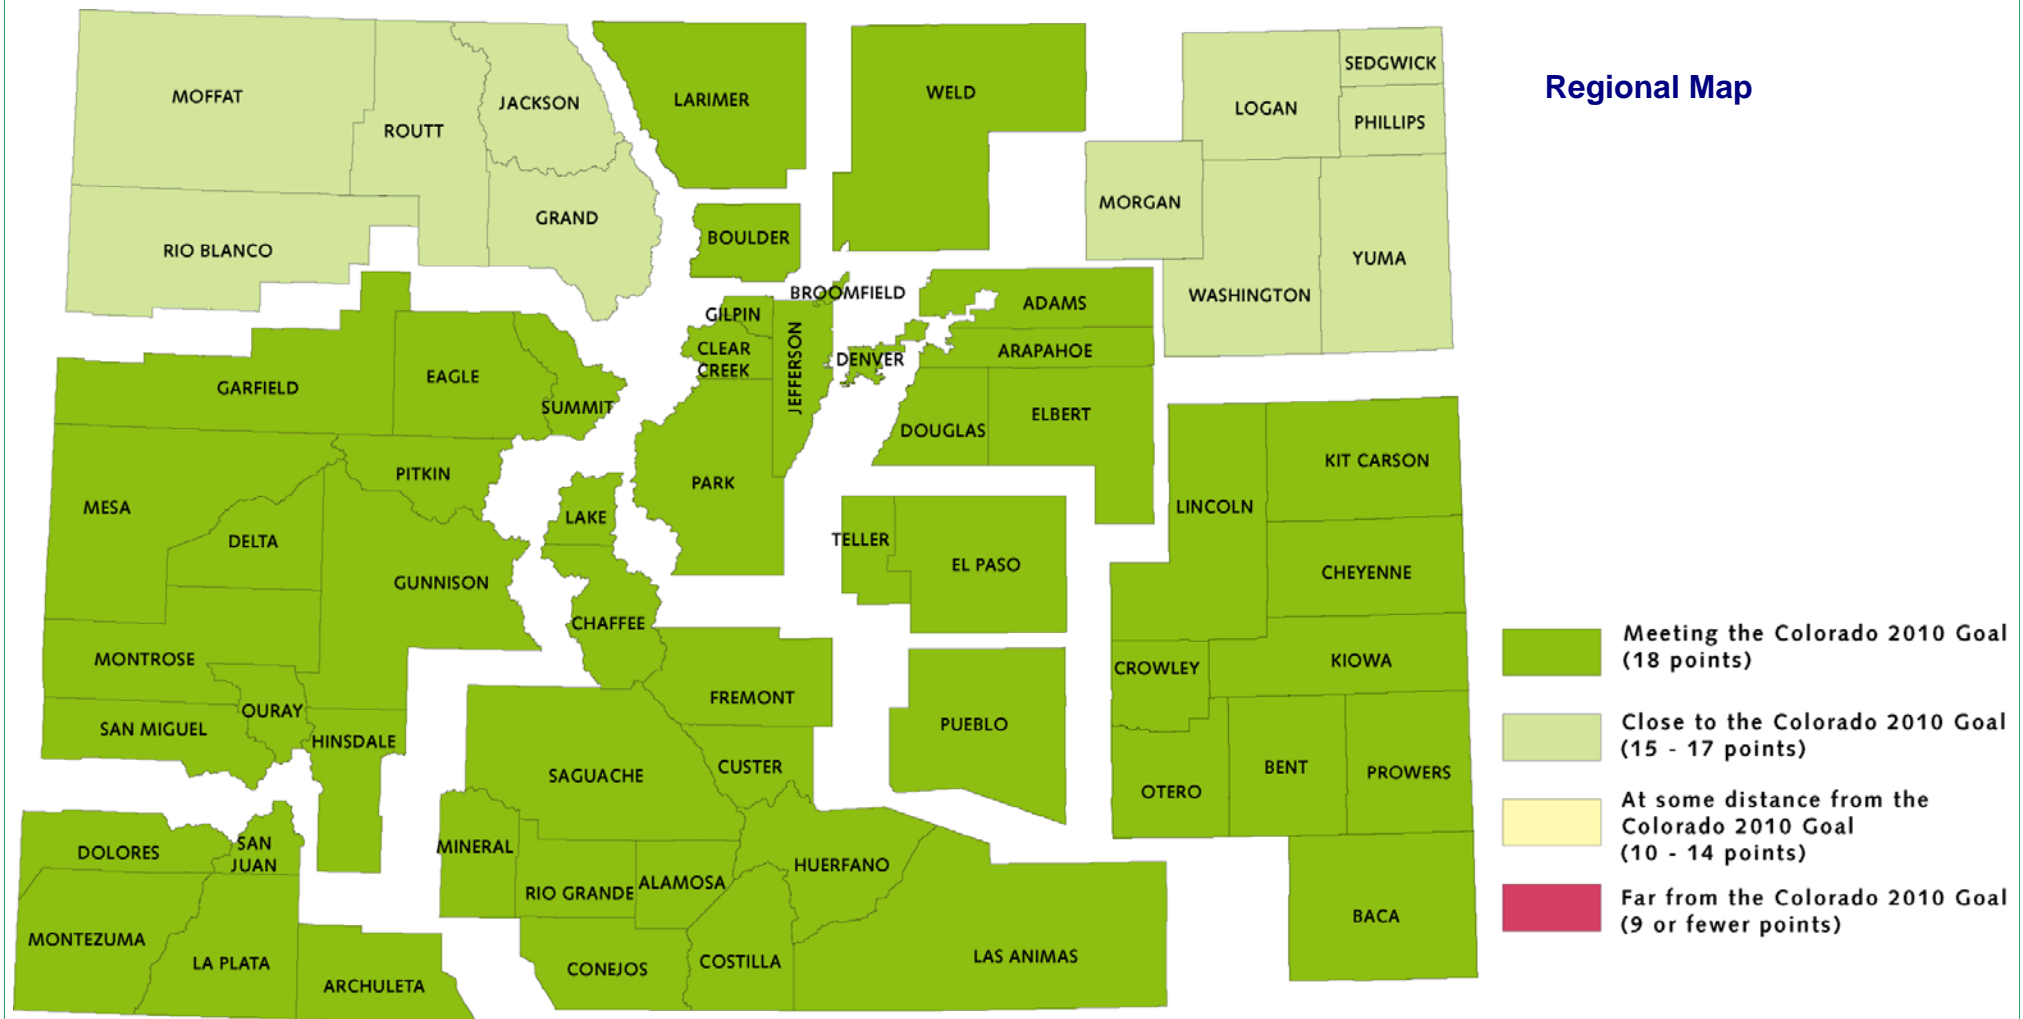 Regional Map
MOFFAT
ROUTT
JACKSON
GRAND
RIO BLANCO
LARIMER
WELD
BOULDER
LOGAN
SEDGWICK
PHILLIPS
MORGAN
WASHINGTON
YUMA
BROOMFIELD
GILPIN
CLEAR
CREEK
JEFFERSON
DENVER
ADAMS
ARAPAHOE
DOUGLAS
ELBERT
GARFIELD
EAGLE
SUMMIT
PITKIN
MESA
DELTA
GUNNISON
MONTROSE
OURAY
SAN MIGUEL
HINSDALE
LAKE
PARK
CHAFFEE
TELLER
EL PASO
LINCOLN
KIT CARSON
CHEYENNE
KIOWA
CROWLEY
OTERO
BENT
PROWERS
BACA
FREMONT
CUSTER
PUEBLO
SAGUACHE
MINERAL
RIO GRANDE
ALAMOSA
HUERFANO
CONEJOS
COSTILLA
LAS ANIMAS
DOLORES
SAN
JUAN
MONTEZUMA
LA PLATA
ARCHULETA
Meeting the Colorado 2010 Goal
(18 points)
Close to the Colorado 2010 Goal
(15 - 17 points)
At some distance from the
Colorado 2010 Goal
(10 - 14 points)
Far from the Colorado 2010 Goal
(9 or fewer points)